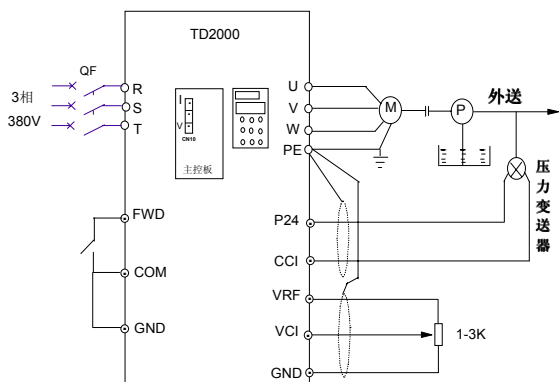 TD2000
QF
3相
380V
R
S
T
I
V
CN10
主控板
U
V
W
PE
M
P
外送
压力变送器
FWD
COM
GND
P24
CCI
VRF
VCI
GND
1-3K